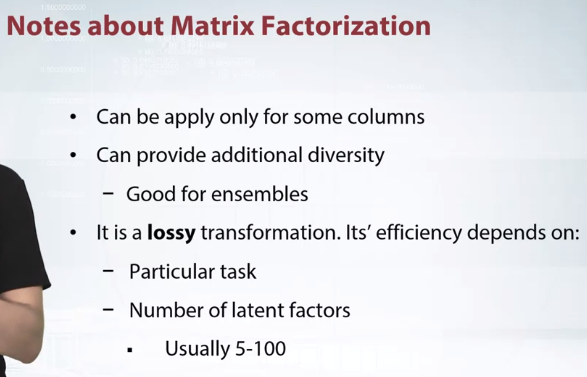 Notes about Matrix Factorization
• Can be apply only for some columns
• Can provide additional diversity
– Good for ensembles
• It is a lossy transformation. Its' efficiency depends on:
– Particular task
– Number of latent factors
▪ Usually 5-100